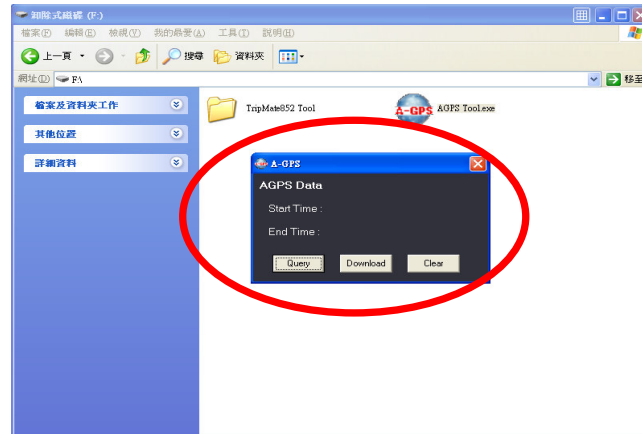 卸除式磁碟 (F:)
檔案(F) 編輯(E) 檢視(V) 我的最愛(A) 工具(T) 說明(H)
上一頁 搜尋 資料夾
網址(D) F:\ 移至
檔案及資料夾工作
其他位置
詳細資料
TripMate852 Tool
A-GPS
AGPS Tool.exe
A-GPS
AGPS Data
Start Time :
End Time :
Query Download Clear